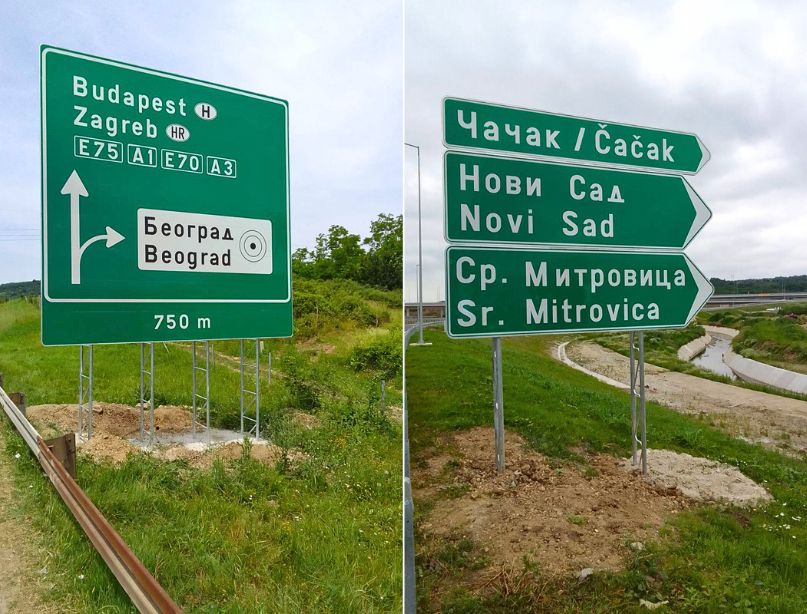 Budapest H
Zagreb HR
E75 A1 E70 A3
Београд
Beograd
750 m
Чачак / Čačak
Нови Сад
Novi Sad
Ср. Митровица
Sr. Mitrovica